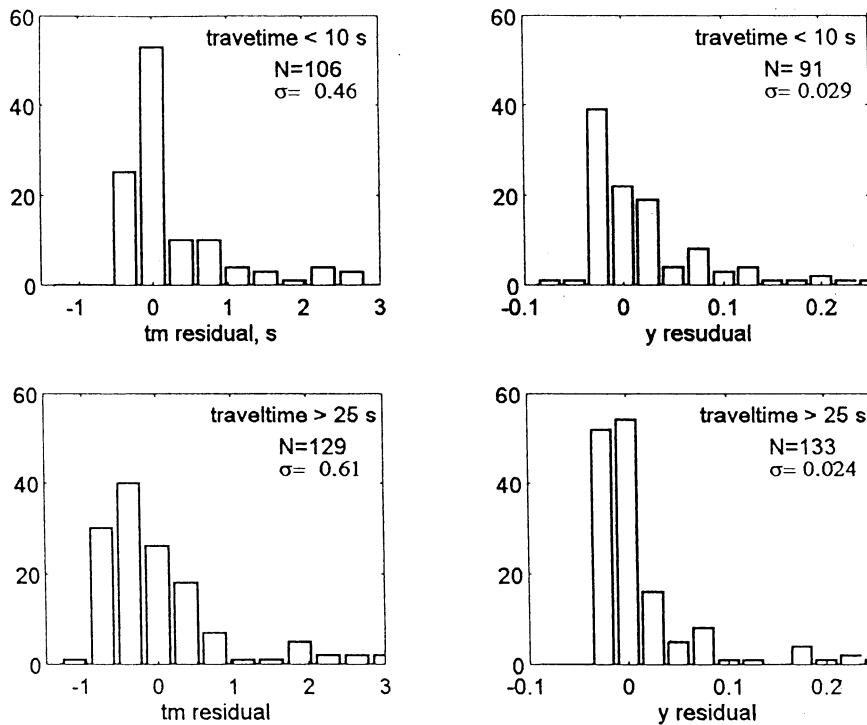 60
travetime < 10 s
N=106
σ= 0.46
40
20
0
-1 0 1 2 3
tm residual, s
60
travetime < 10 s
N= 91
σ= 0.029
40
20
0
-0.1 0 0.1 0.2
y resudual
60
traveltime > 25 s
N=129
σ= 0.61
40
20
0
-1 0 1 2 3
tm residual
60
traveltime > 25 s
N=133
σ= 0.024
40
20
0
-0.1 0 0.1 0.2
y residual